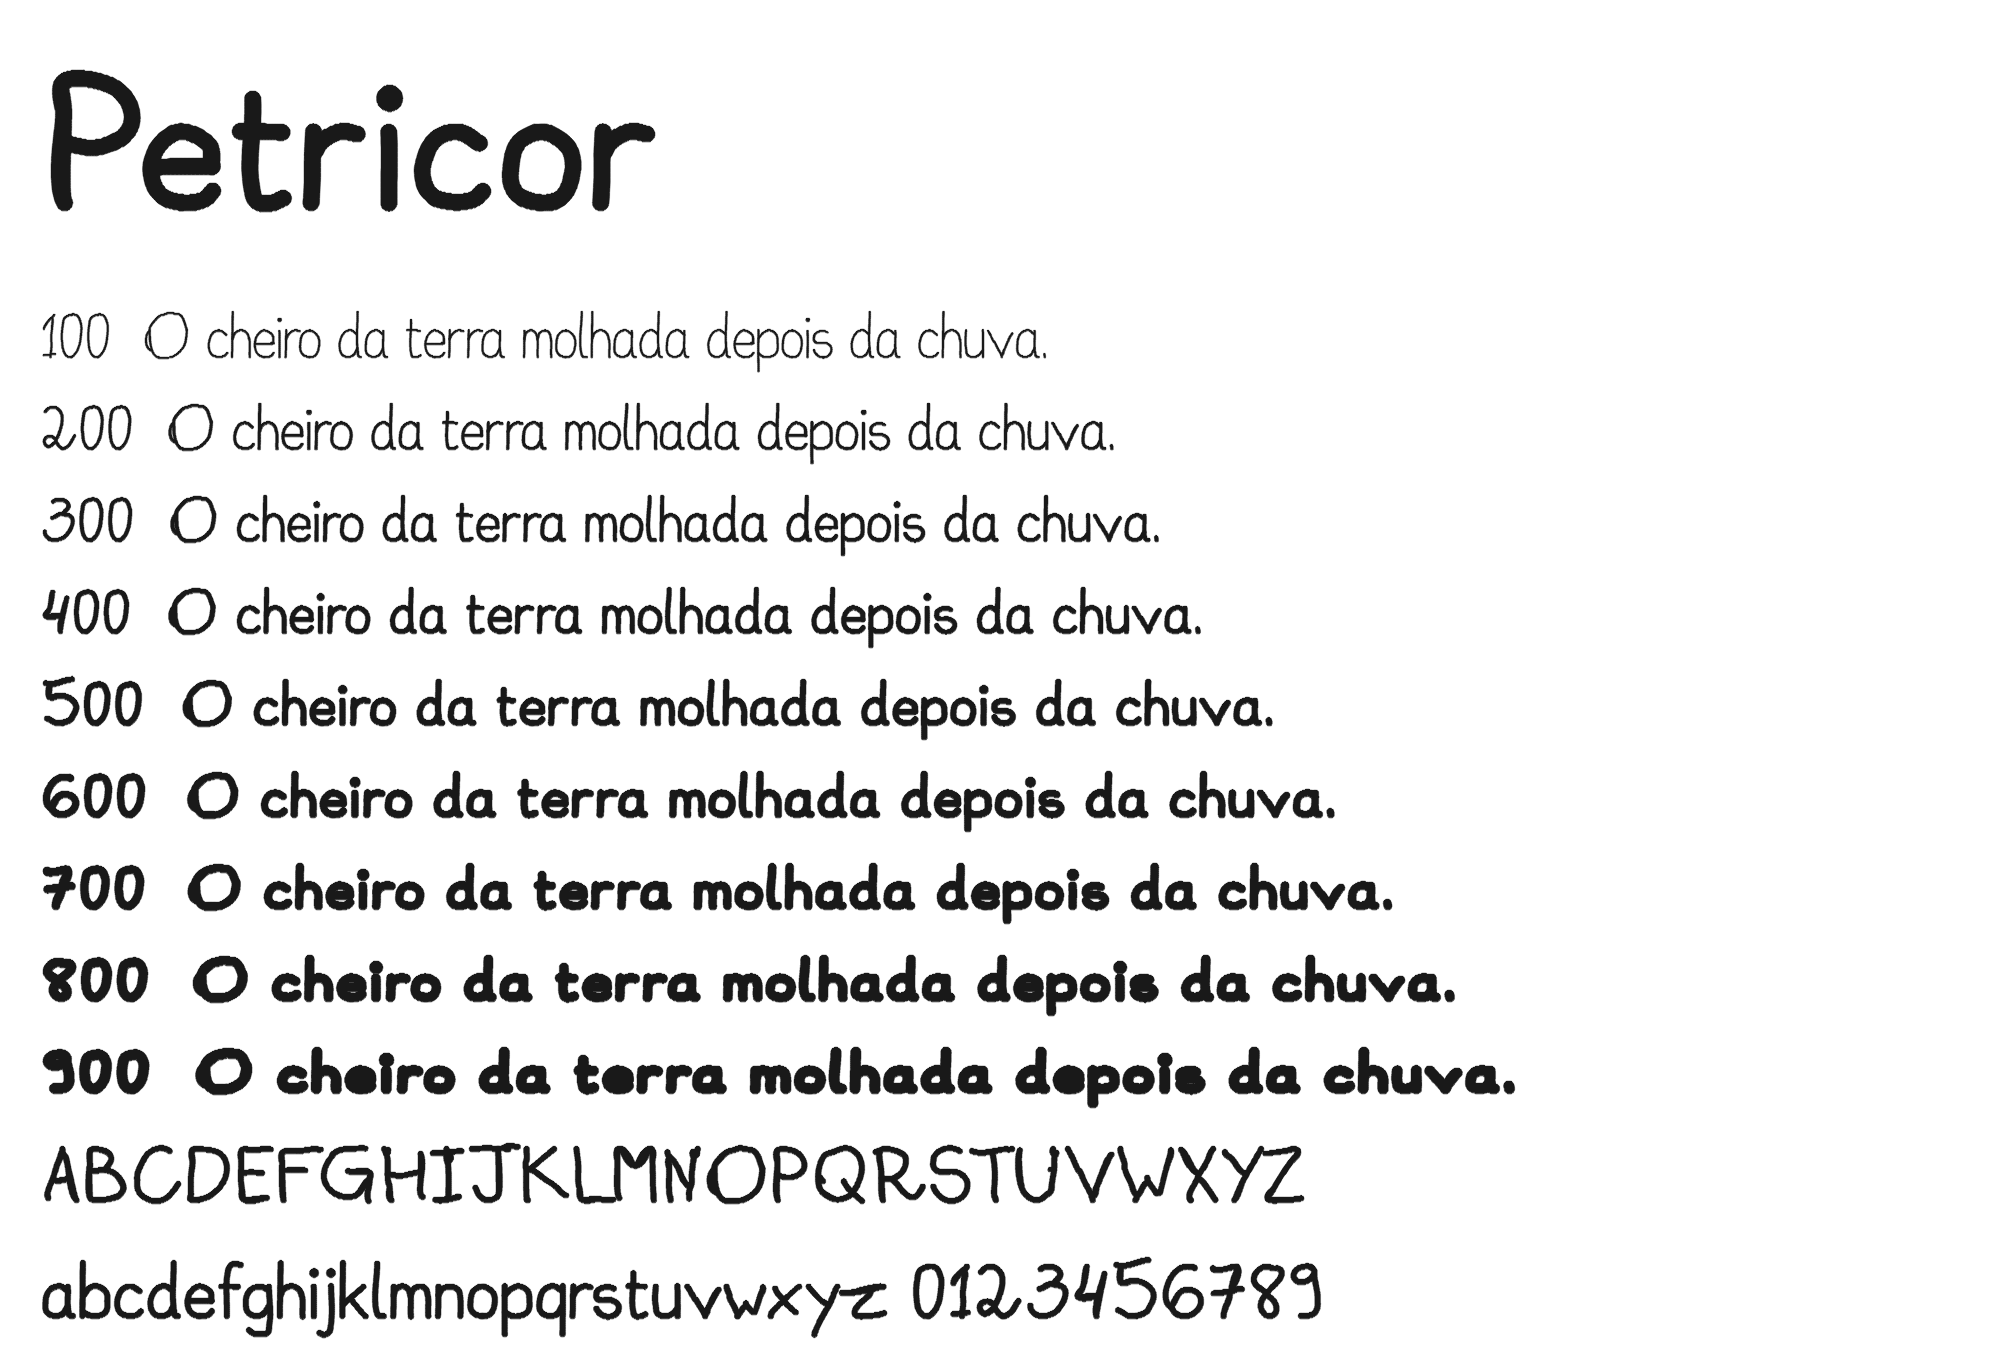 Petricor
100 O cheiro da terra molhada depois da chuva.
200 O cheiro da terra molhada depois da chuva.
300 O cheiro da terra molhada depois da chuva.
400 O cheiro da terra molhada depois da chuva.
500 O cheiro da terra molhada depois da chuva.
600 O cheiro da terra molhada depois da chuva.
700 O cheiro da terra molhada depois da chuva.
800 O cheiro da terra molhada depois da chuva.
900 O cheiro da terra molhada depois da chuva.
ABCDEFGHIJKLMNOPQRSTUVWXYZ
abcdefghijklmnopqrstuvwxyz 0123456789